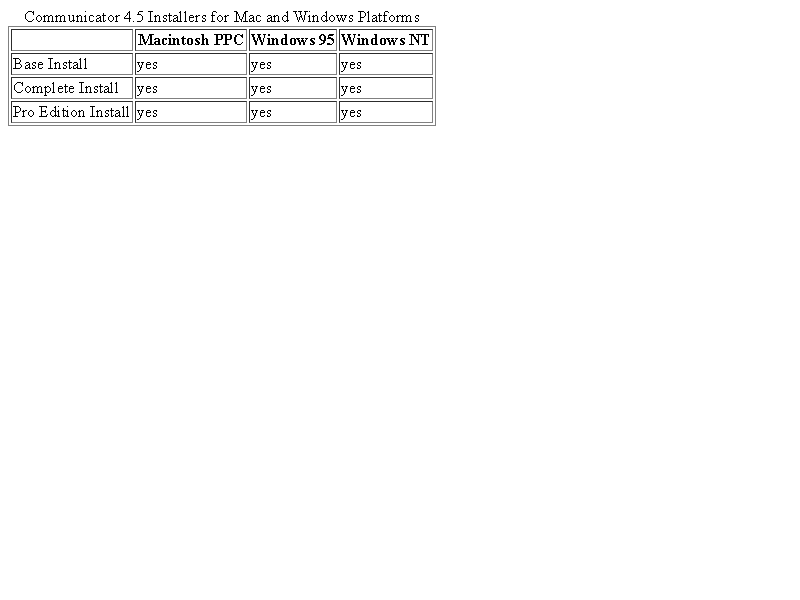 Communicator 4.5 Installers for Mac and Windows Platforms
Macintosh PPC Windows 95 Windows NT
Base Install yes yes yes
Complete Install yes yes yes
Pro Edition Install yes yes yes